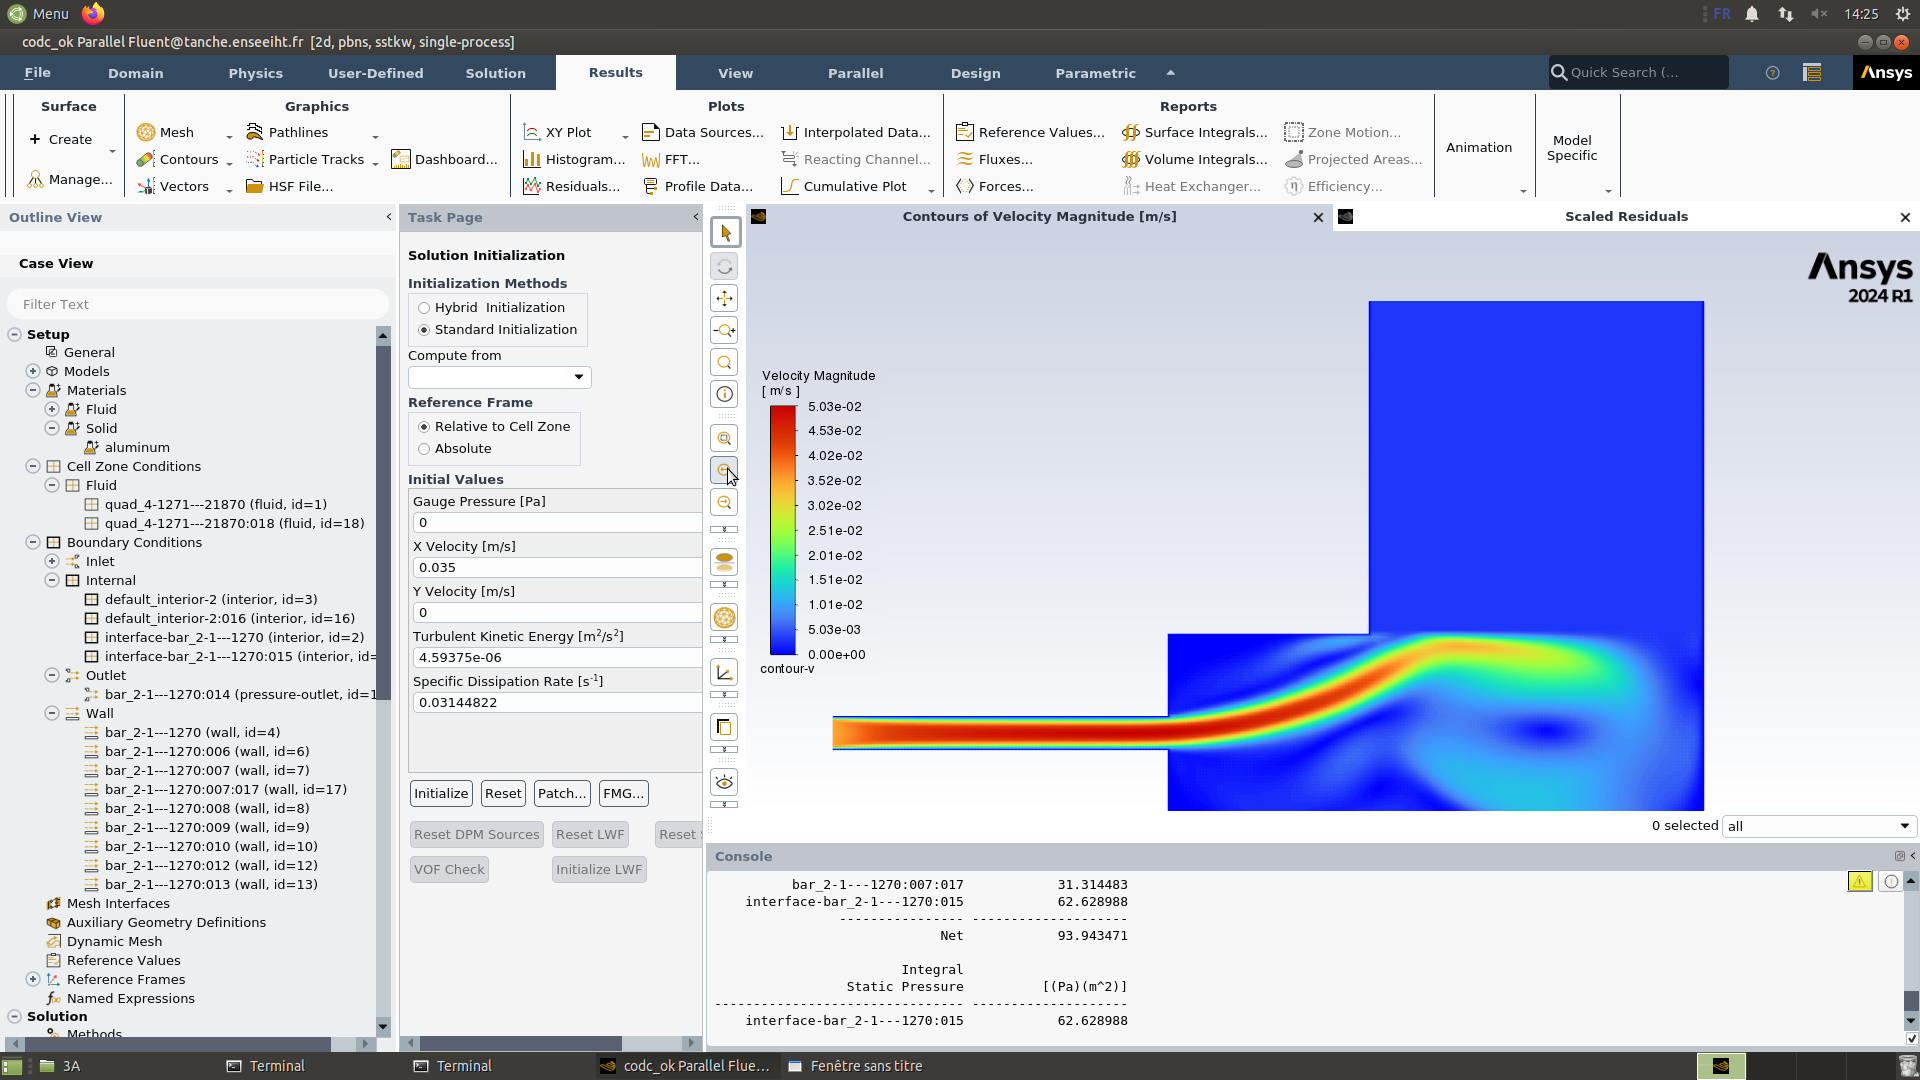 Menu
FR
14:25
codc_ok Parallel Fluent@tanche.enseeiht.fr [2d, pbns, sstkw, single-process]
File Domain Physics User-Defined Solution Results View Parallel Design Parametric Quick Search (... Ansys
Surface
Create
Manage...
Graphics
Mesh
Contours
Vectors
Pathlines
Particle Tracks
HSF File...
Dashboard...
Plots
XY Plot
Histogram...
Residuals...
Data Sources...
FFT...
Profile Data...
Interpolated Data...
Reacting Channel...
Cumulative Plot
Reports
Reference Values...
Fluxes...
Forces...
Surface Integrals...
Volume Integrals...
Heat Exchanger...
Zone Motion...
Projected Areas...
Efficiency...
Animation
Model
Specific
Outline View
Case View
Filter Text
Setup
General
Models
Materials
Fluid
Solid
aluminum
Cell Zone Conditions
Fluid
quad_4-1271---21870 (fluid, id=1)
quad_4-1271---21870:018 (fluid, id=18)
Boundary Conditions
Inlet
Internal
default_interior-2 (interior, id=3)
default_interior-2:016 (interior, id=16)
interface-bar_2-1---1270 (interior, id=2)
interface-bar_2-1---1270:015 (interior, id=
Outlet
bar_2-1---1270:014 (pressure-outlet, id=1
Wall
bar_2-1---1270 (wall, id=4)
bar_2-1---1270:006 (wall, id=6)
bar_2-1---1270:007 (wall, id=7)
bar_2-1---1270:007:017 (wall, id=17)
bar_2-1---1270:008 (wall, id=8)
bar_2-1---1270:009 (wall, id=9)
bar_2-1---1270:010 (wall, id=10)
bar_2-1---1270:012 (wall, id=12)
bar_2-1---1270:013 (wall, id=13)
Mesh Interfaces
Auxiliary Geometry Definitions
Dynamic Mesh
Reference Values
Reference Frames
Named Expressions
Solution
Methods
Task Page
Solution Initialization
Initialization Methods
Hybrid Initialization
Standard Initialization
Compute from
Reference Frame
Relative to Cell Zone
Absolute
Initial Values
Gauge Pressure [Pa]
0
X Velocity [m/s]
0.035
Y Velocity [m/s]
0
Turbulent Kinetic Energy [m²/s²]
4.59375e-06
Specific Dissipation Rate [s⁻¹]
0.03144822
Initialize Reset Patch... FMG...
Reset DPM Sources Reset LWF Reset S
VOF Check Initialize LWF
Contours of Velocity Magnitude [m/s]
Scaled Residuals
Ansys
2024 R1
Velocity Magnitude
[ m/s ]
5.03e-02
4.53e-02
4.02e-02
3.52e-02
3.02e-02
2.51e-02
2.01e-02
1.51e-02
1.01e-02
5.03e-03
0.00e+00
contour-v
0 selected all
Console
bar_2-1---1270:007:017 31.314483
interface-bar_2-1---1270:015 62.628988
---------------- --------------------
Net 93.943471
Integral
Static Pressure [(Pa)(m^2)]
-------------------------------- --------------------
interface-bar_2-1---1270:015 62.628988
3A
Terminal
Terminal
codc_ok Parallel Flue...
Fenêtre sans titre